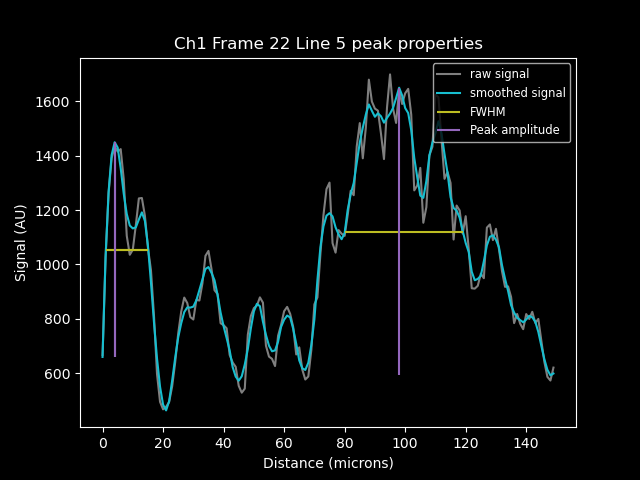 Ch1 Frame 22 Line 5 peak properties
raw signal
smoothed signal
FWHM
Peak amplitude
1600
1400
1200
1000
800
600
Signal (AU)
0 20 40 60 80 100 120 140
Distance (microns)